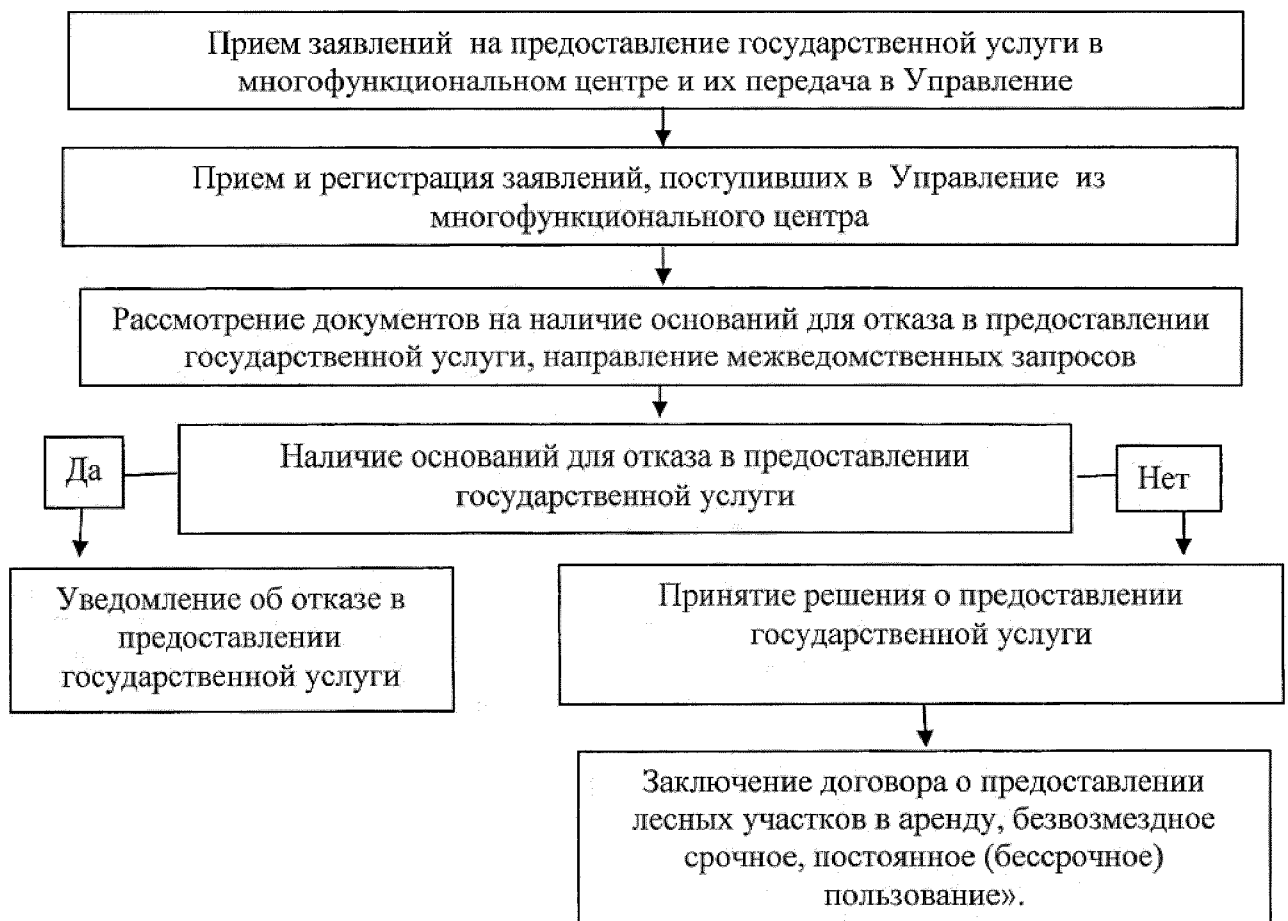 Прием заявлений на предоставление государственной услуги в
многофункциональном центре и их передача в Управление
Прием и регистрация заявлений, поступивших в Управление из
многофункционального центра
Рассмотрение документов на наличие оснований для отказа в предоставлении
государственной услуги, направление межведомственных запросов
Да
Наличие оснований для отказа в предоставлении
государственной услуги
Нет
Уведомление об отказе в
предоставлении
государственной услуги
Принятие решения о предоставлении
государственной услуги
Заключение договора о предоставлении
лесных участков в аренду, безвозмездное
срочное, постоянное (бессрочное)
пользование».